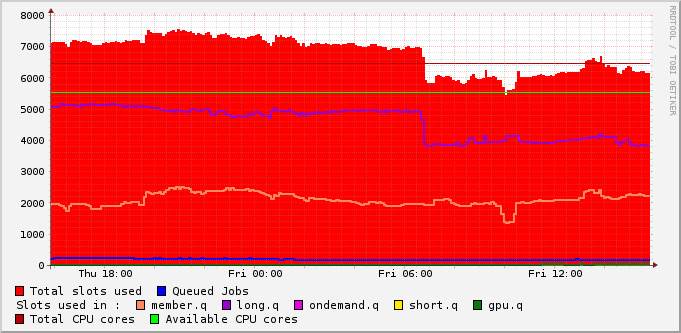 8000
7000
6000
5000
4000
3000
2000
1000
0
Thu 18:00 Fri 00:00 Fri 06:00 Fri 12:00
Total slots used Queued Jobs
Slots used in : member.q long.q ondemand.q short.q gpu.q
Total CPU cores Available CPU cores
RRDTOOL / TOBI OETIKER